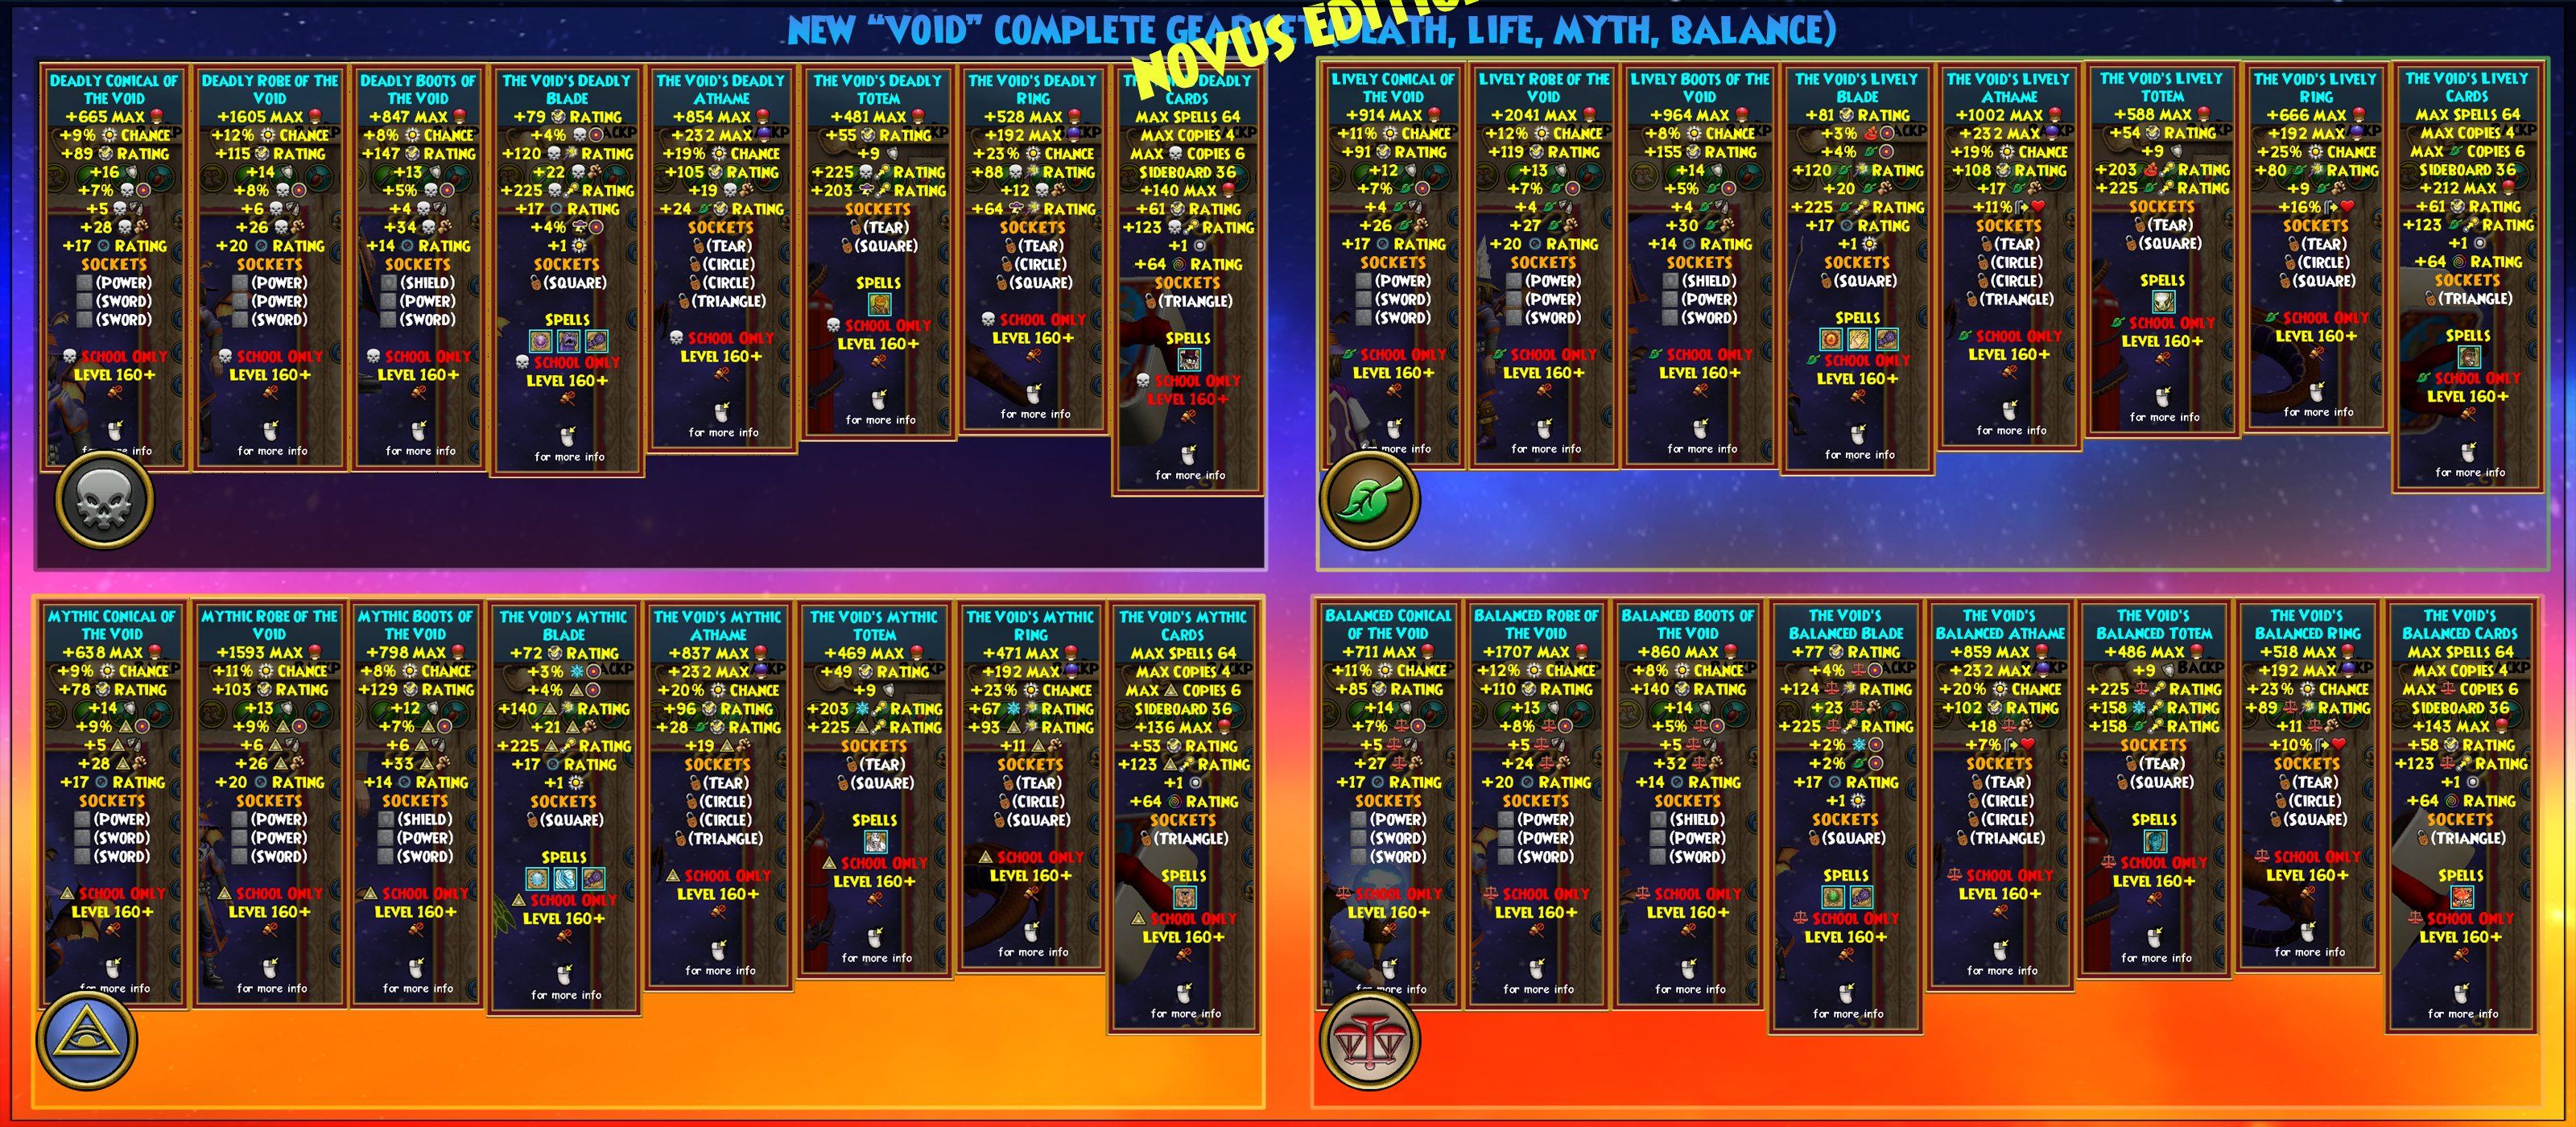 NEW "VOID" COMPLETE GEAR SET (DEATH, LIFE, MYTH, BALANCE)
NOVUS EDITION
DEADLY CONICAL OF
THE VOID
+665 MAX
+9% CHANCE
+89 RATING
+16
+7%
+5
+28
+17 RATING
SOCKETS
(POWER)
(SWORD)
(SWORD)
SCHOOL ONLY
LEVEL 160+
for more info
DEADLY ROBE OF THE
VOID
+1605 MAX
+12% CHANCE
+115 RATING
+14
+8%
+6
+26
+20 RATING
SOCKETS
(POWER)
(POWER)
(SWORD)
SCHOOL ONLY
LEVEL 160+
for more info
DEADLY BOOTS OF
THE VOID
+847 MAX
+8% CHANCE
+147 RATING
+13
+5%
+4
+34
+14 RATING
SOCKETS
(SHIELD)
(POWER)
(SWORD)
SCHOOL ONLY
LEVEL 160+
for more info
THE VOID'S DEADLY
BLADE
+79 RATING
+4%
+120 RATING
+22
+225 RATING
+17 RATING
+4%
+1
SOCKETS
(SQUARE)
SPELLS
SCHOOL ONLY
LEVEL 160+
for more info
THE VOID'S DEADLY
ATHAME
+854 MAX
+232 MAX
+19% CHANCE
+105 RATING
+19
+24 RATING
SOCKETS
(TEAR)
(CIRCLE)
(CIRCLE)
(TRIANGLE)
SCHOOL ONLY
LEVEL 160+
for more info
THE VOID'S DEADLY
TOTEM
+481 MAX
+55 RATING
+9
+225 RATING
+203 RATING
SOCKETS
(TEAR)
(SQUARE)
SPELLS
SCHOOL ONLY
LEVEL 160+
for more info
THE VOID'S DEADLY
RING
+528 MAX
+192 MAX
+23% CHANCE
+88 RATING
+12
+64 RATING
SOCKETS
(TEAR)
(CIRCLE)
(SQUARE)
SCHOOL ONLY
LEVEL 160+
for more info
DEADLY
CARDS
MAX SPELLS 64
MAX COPIES 4
MAX COPIES 6
SIDEBOARD 36
+140 MAX
+61 RATING
+123 RATING
+1
+64 RATING
SOCKETS
(TRIANGLE)
SPELLS
SCHOOL ONLY
LEVEL 160+
for more info
LIVELY CONICAL OF
THE VOID
+914 MAX
+11% CHANCE
+91 RATING
+12
+7%
+4
+26
+17 RATING
SOCKETS
(POWER)
(SWORD)
(SWORD)
SCHOOL ONLY
LEVEL 160+
for more info
LIVELY ROBE OF THE
VOID
+2041 MAX
+12% CHANCE
+119 RATING
+13
+7%
+4
+27
+20 RATING
SOCKETS
(POWER)
(POWER)
(SWORD)
SCHOOL ONLY
LEVEL 160+
for more info
LIVELY BOOTS OF THE
VOID
+964 MAX
+8% CHANCE
+155 RATING
+14
+5%
+4
+30
+14 RATING
SOCKETS
(SHIELD)
(POWER)
(SWORD)
SCHOOL ONLY
LEVEL 160+
for more info
THE VOID'S LIVELY
BLADE
+81 RATING
+3%
+4%
+120 RATING
+20
+225 RATING
+17 RATING
+1
SOCKETS
(SQUARE)
SPELLS
SCHOOL ONLY
LEVEL 160+
for more info
THE VOID'S LIVELY
ATHAME
+1002 MAX
+232 MAX
+19% CHANCE
+108 RATING
+17
+11%
SOCKETS
(TEAR)
(CIRCLE)
(CIRCLE)
(TRIANGLE)
SCHOOL ONLY
LEVEL 160+
for more info
THE VOID'S LIVELY
TOTEM
+588 MAX
+54 RATING
+9
+203 RATING
+225 RATING
SOCKETS
(TEAR)
(SQUARE)
SPELLS
SCHOOL ONLY
LEVEL 160+
for more info
THE VOID'S LIVELY
RING
+666 MAX
+192 MAX
+25% CHANCE
+80 RATING
+9
+16%
SOCKETS
(TEAR)
(CIRCLE)
(SQUARE)
SCHOOL ONLY
LEVEL 160+
for more info
THE VOID'S LIVELY
CARDS
MAX SPELLS 64
MAX COPIES 4
MAX COPIES 6
SIDEBOARD 36
+212 MAX
+61 RATING
+123 RATING
+1
+64 RATING
SOCKETS
(TRIANGLE)
SPELLS
SCHOOL ONLY
LEVEL 160+
for more info
MYTHIC CONICAL OF
THE VOID
+638 MAX
+9% CHANCE
+78 RATING
+14
+9%
+5
+28
+17 RATING
SOCKETS
(POWER)
(SWORD)
(SWORD)
SCHOOL ONLY
LEVEL 160+
for more info
MYTHIC ROBE OF THE
VOID
+1593 MAX
+11% CHANCE
+103 RATING
+13
+9%
+6
+26
+20 RATING
SOCKETS
(POWER)
(POWER)
(SWORD)
SCHOOL ONLY
LEVEL 160+
for more info
MYTHIC BOOTS OF
THE VOID
+798 MAX
+8% CHANCE
+129 RATING
+12
+7%
+6
+33
+14 RATING
SOCKETS
(SHIELD)
(POWER)
(SWORD)
SCHOOL ONLY
LEVEL 160+
for more info
THE VOID'S MYTHIC
BLADE
+72 RATING
+3%
+4%
+140 RATING
+21
+225 RATING
+17 RATING
+1
SOCKETS
(SQUARE)
SPELLS
SCHOOL ONLY
LEVEL 160+
for more info
THE VOID'S MYTHIC
ATHAME
+837 MAX
+232 MAX
+20% CHANCE
+96 RATING
+28 RATING
+19
SOCKETS
(TEAR)
(CIRCLE)
(CIRCLE)
(TRIANGLE)
SCHOOL ONLY
LEVEL 160+
for more info
THE VOID'S MYTHIC
TOTEM
+469 MAX
+49 RATING
+9
+203 RATING
+225 RATING
SOCKETS
(TEAR)
(SQUARE)
SPELLS
SCHOOL ONLY
LEVEL 160+
for more info
THE VOID'S MYTHIC
RING
+471 MAX
+192 MAX
+23% CHANCE
+67 RATING
+93 RATING
+11
SOCKETS
(TEAR)
(CIRCLE)
(SQUARE)
SCHOOL ONLY
LEVEL 160+
for more info
THE VOID'S MYTHIC
CARDS
MAX SPELLS 64
MAX COPIES 4
MAX COPIES 6
SIDEBOARD 36
+136 MAX
+53 RATING
+123 RATING
+1
+64 RATING
SOCKETS
(TRIANGLE)
SPELLS
SCHOOL ONLY
LEVEL 160+
for more info
BALANCED CONICAL
OF THE VOID
+711 MAX
+11% CHANCE
+85 RATING
+14
+7%
+5
+27
+17 RATING
SOCKETS
(POWER)
(SWORD)
(SWORD)
SCHOOL ONLY
LEVEL 160+
for more info
BALANCED ROBE OF
THE VOID
+1707 MAX
+12% CHANCE
+110 RATING
+13
+8%
+5
+24
+20 RATING
SOCKETS
(POWER)
(POWER)
(SWORD)
SCHOOL ONLY
LEVEL 160+
for more info
BALANCED BOOTS OF
THE VOID
+860 MAX
+8% CHANCE
+140 RATING
+14
+5%
+5
+32
+14 RATING
SOCKETS
(SHIELD)
(POWER)
(SWORD)
SCHOOL ONLY
LEVEL 160+
for more info
THE VOID'S
BALANCED BLADE
+77 RATING
+4%
+124 RATING
+23
+225 RATING
+2%
+2%
+17 RATING
+1
SOCKETS
(SQUARE)
SPELLS
SCHOOL ONLY
LEVEL 160+
for more info
THE VOID'S
BALANCED ATHAME
+859 MAX
+232 MAX
+20% CHANCE
+102 RATING
+18
+7%
SOCKETS
(TEAR)
(CIRCLE)
(CIRCLE)
(TRIANGLE)
SCHOOL ONLY
LEVEL 160+
for more info
THE VOID'S
BALANCED TOTEM
+486 MAX
+9
+225 RATING
+158 RATING
+158 RATING
SOCKETS
(TEAR)
(SQUARE)
SPELLS
SCHOOL ONLY
LEVEL 160+
for more info
THE VOID'S
BALANCED RING
+518 MAX
+192 MAX
+23% CHANCE
+89 RATING
+11
+10%
SOCKETS
(TEAR)
(CIRCLE)
(SQUARE)
SCHOOL ONLY
LEVEL 160+
for more info
THE VOID'S
BALANCED CARDS
MAX SPELLS 64
MAX COPIES 4
MAX COPIES 6
SIDEBOARD 36
+143 MAX
+58 RATING
+123 RATING
+1
+64 RATING
SOCKETS
(TRIANGLE)
SPELLS
SCHOOL ONLY
LEVEL 160+
for more info